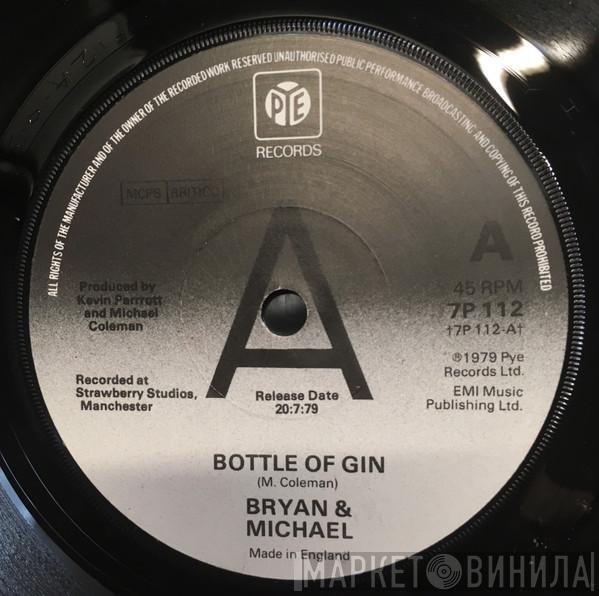 ALL RIGHTS OF THE MANUFACTURER AND OF THE OWNER OF THE RECORDED WORK RESERVED UNAUTHORISED PUBLIC PERFORMANCE BROADCASTING AND COPYING OF THIS RECORD PROHIBITED
PYE
RECORDS
MCPS BRITICO
A
A
45 RPM
7P 112
†7P 112-A†
Produced by
Kevin Parrrott
and Michael
Coleman
℗1979 Pye
Records Ltd.
EMI Music
Publishing Ltd.
Recorded at
Strawberry Studios,
Manchester
Release Date
20:7:79
BOTTLE OF GIN
(M. Coleman)
BRYAN &
MICHAEL
Made in England
МАРКЕТ ВИНИЛА